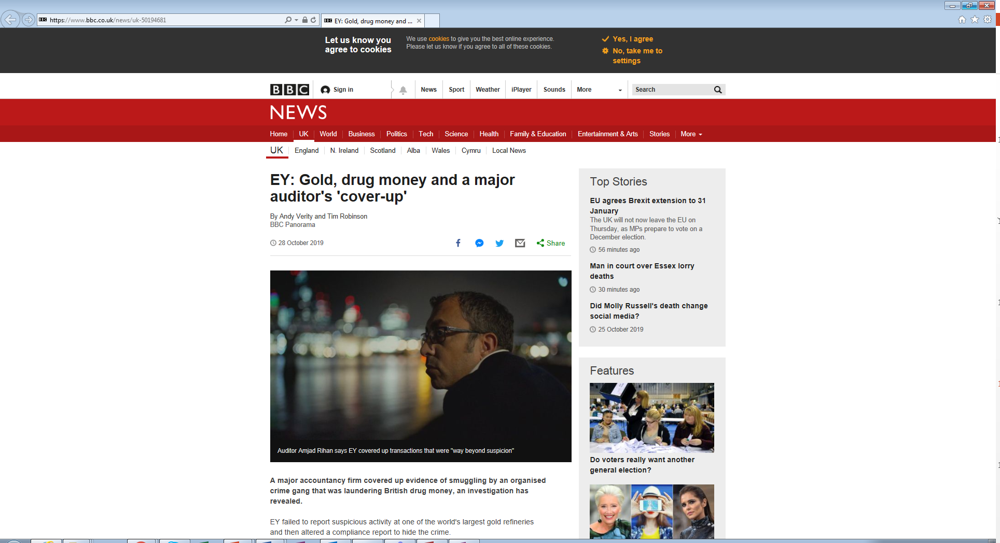 https://www.bbc.co.uk/news/uk-50194681
BBC EY: Gold, drug money and ...
Let us know you
agree to cookies
We use cookies to give you the best online experience.
Please let us know if you agree to all of these cookies.
Yes, I agree
No, take me to
settings
BBC Sign in News Sport Weather iPlayer Sounds More Search
NEWS
Home UK World Business Politics Tech Science Health Family & Education Entertainment & Arts Stories More
UK England N. Ireland Scotland Alba Wales Cymru Local News
EY: Gold, drug money and a major
auditor's 'cover-up'
By Andy Verity and Tim Robinson
BBC Panorama
28 October 2019
Share
Auditor Amjad Rihan says EY covered up transactions that were "way beyond suspicion"
A major accountancy firm covered up evidence of smuggling by an organised
crime gang that was laundering British drug money, an investigation has
revealed.
EY failed to report suspicious activity at one of the world's largest gold refineries
and then altered a compliance report to hide the crime.
Top Stories
EU agrees Brexit extension to 31
January
The UK will not now leave the EU on
Thursday, as MPs prepare to vote on a
December election.
56 minutes ago
Man in court over Essex lorry
deaths
30 minutes ago
Did Molly Russell's death change
social media?
25 October 2019
Features
Do voters really want another
general election?